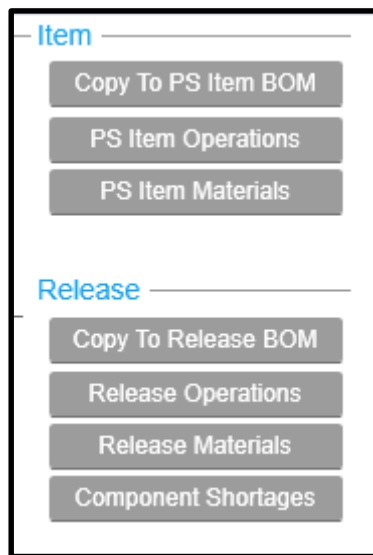 Item
Copy To PS Item BOM
PS Item Operations
PS Item Materials
Release
Copy To Release BOM
Release Operations
Release Materials
Component Shortages